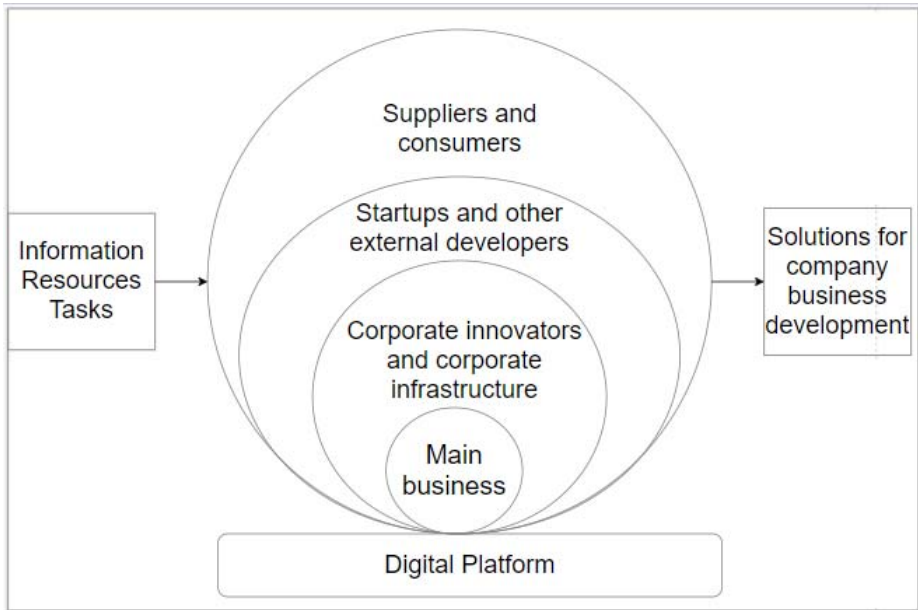 Suppliers and
consumers
Startups and other
external developers
Information
Resources
Tasks
Solutions for
company
business
development
Corporate innovators
and corporate
infrastructure
Main
business
Digital Platform